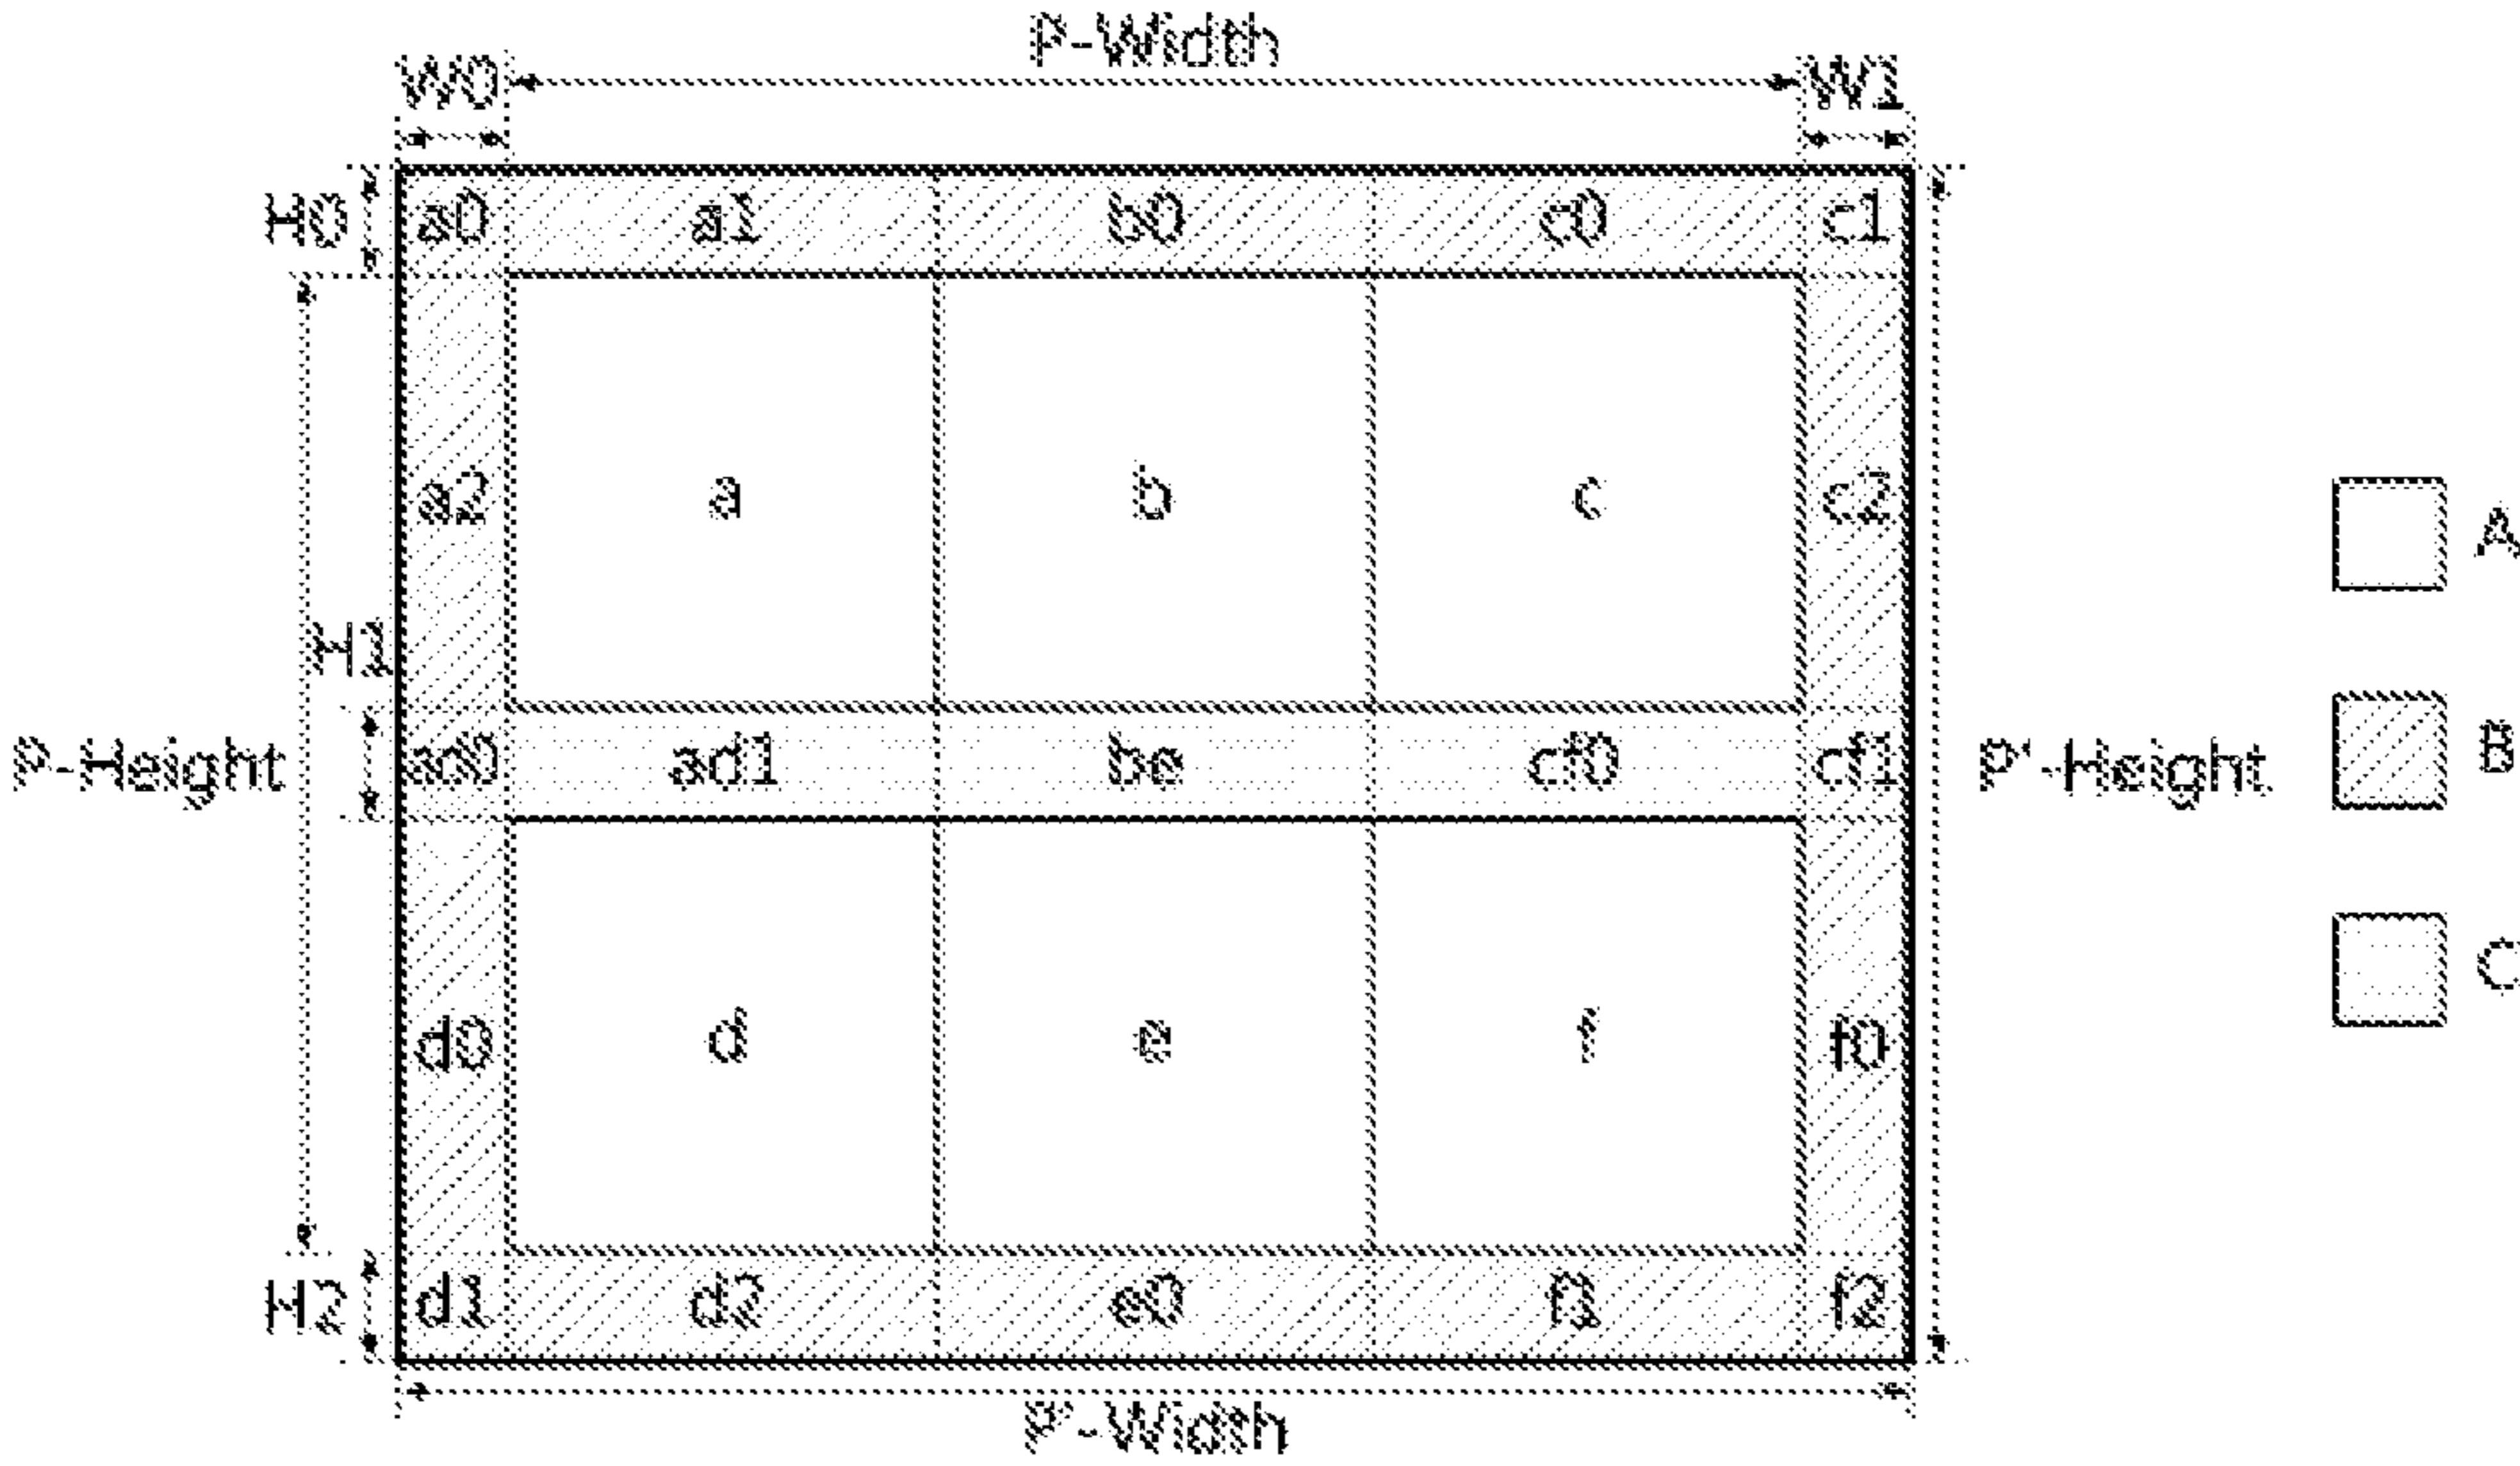 P-Width
W0 W1
H0 a0 a1 b0 c0 c1
a2 a b c c2 A
H1
P-Height ad0 ad1 be cf0 cf1 P'-Height B
C
d0 d e f f0
H2 d1 d2 e0 f1 f2
P'-Width